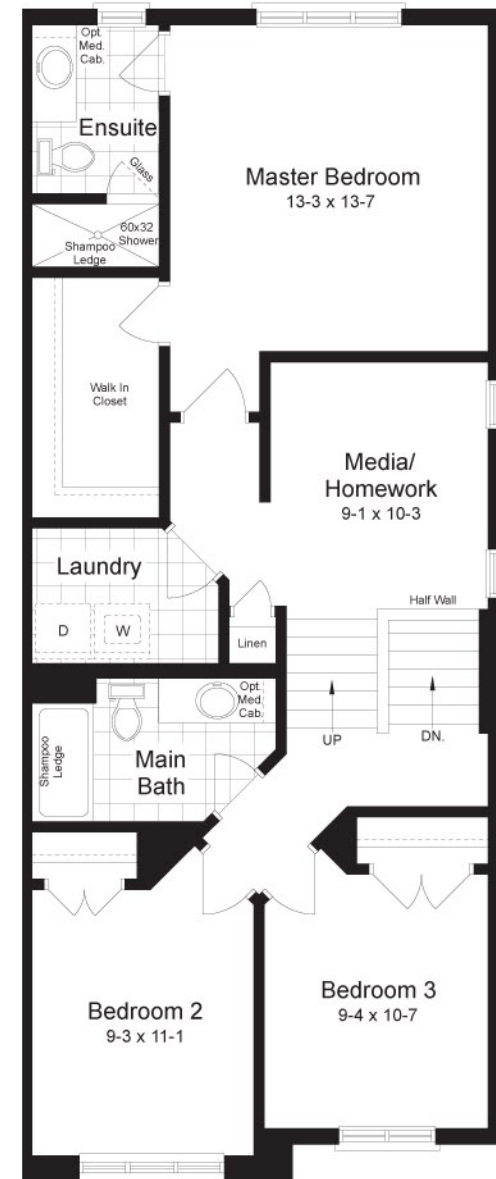 Opt.
Med.
Cab.
Ensuite
Glass
60x32
Shower
Shampoo
Ledge
Master Bedroom
13-3 x 13-7
Walk In
Closet
Media/
Homework
9-1 x 10-3
Laundry
D
W
Linen
Half Wall
UP
DN.
Opt.
Med.
Cab.
Shampoo
Ledge
Main
Bath
Bedroom 2
9-3 x 11-1
Bedroom 3
9-4 x 10-7